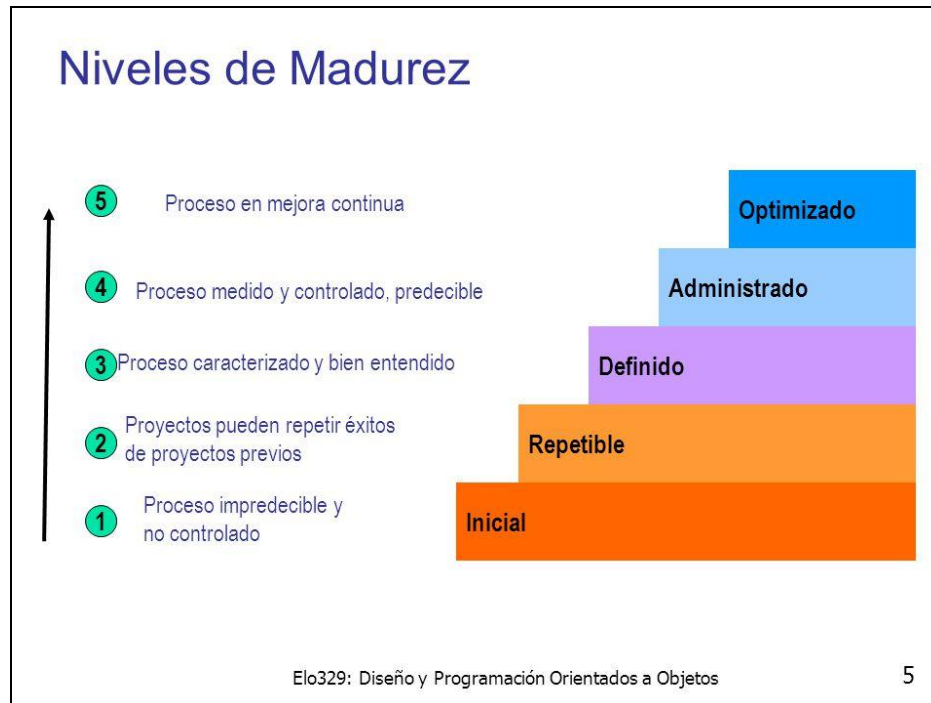 Niveles de Madurez
5
Proceso en mejora continua
Optimizado
4
Proceso medido y controlado, predecible
Administrado
3
Proceso caracterizado y bien entendido
Definido
2
Proyectos pueden repetir éxitos
de proyectos previos
Repetible
1
Proceso impredecible y
no controlado
Inicial
Elo329: Diseño y Programación Orientados a Objetos
5